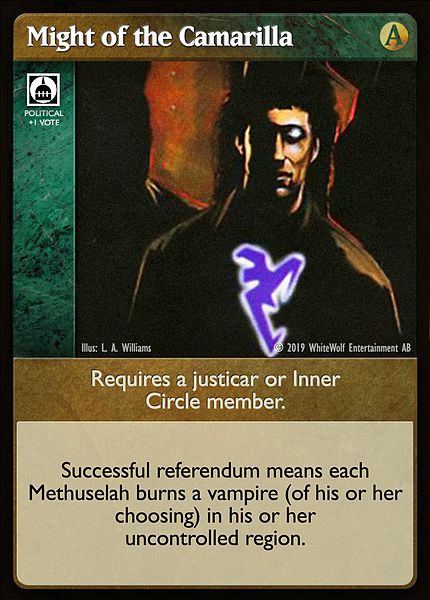 Might of the Camarilla
A
POLITICAL
+1 VOTE
Illus: L. A. Williams
© 2019 WhiteWolf Entertainment AB
Requires a justicar or Inner
Circle member.
Successful referendum means each
Methuselah burns a vampire (of his or her
choosing) in his or her
uncontrolled region.